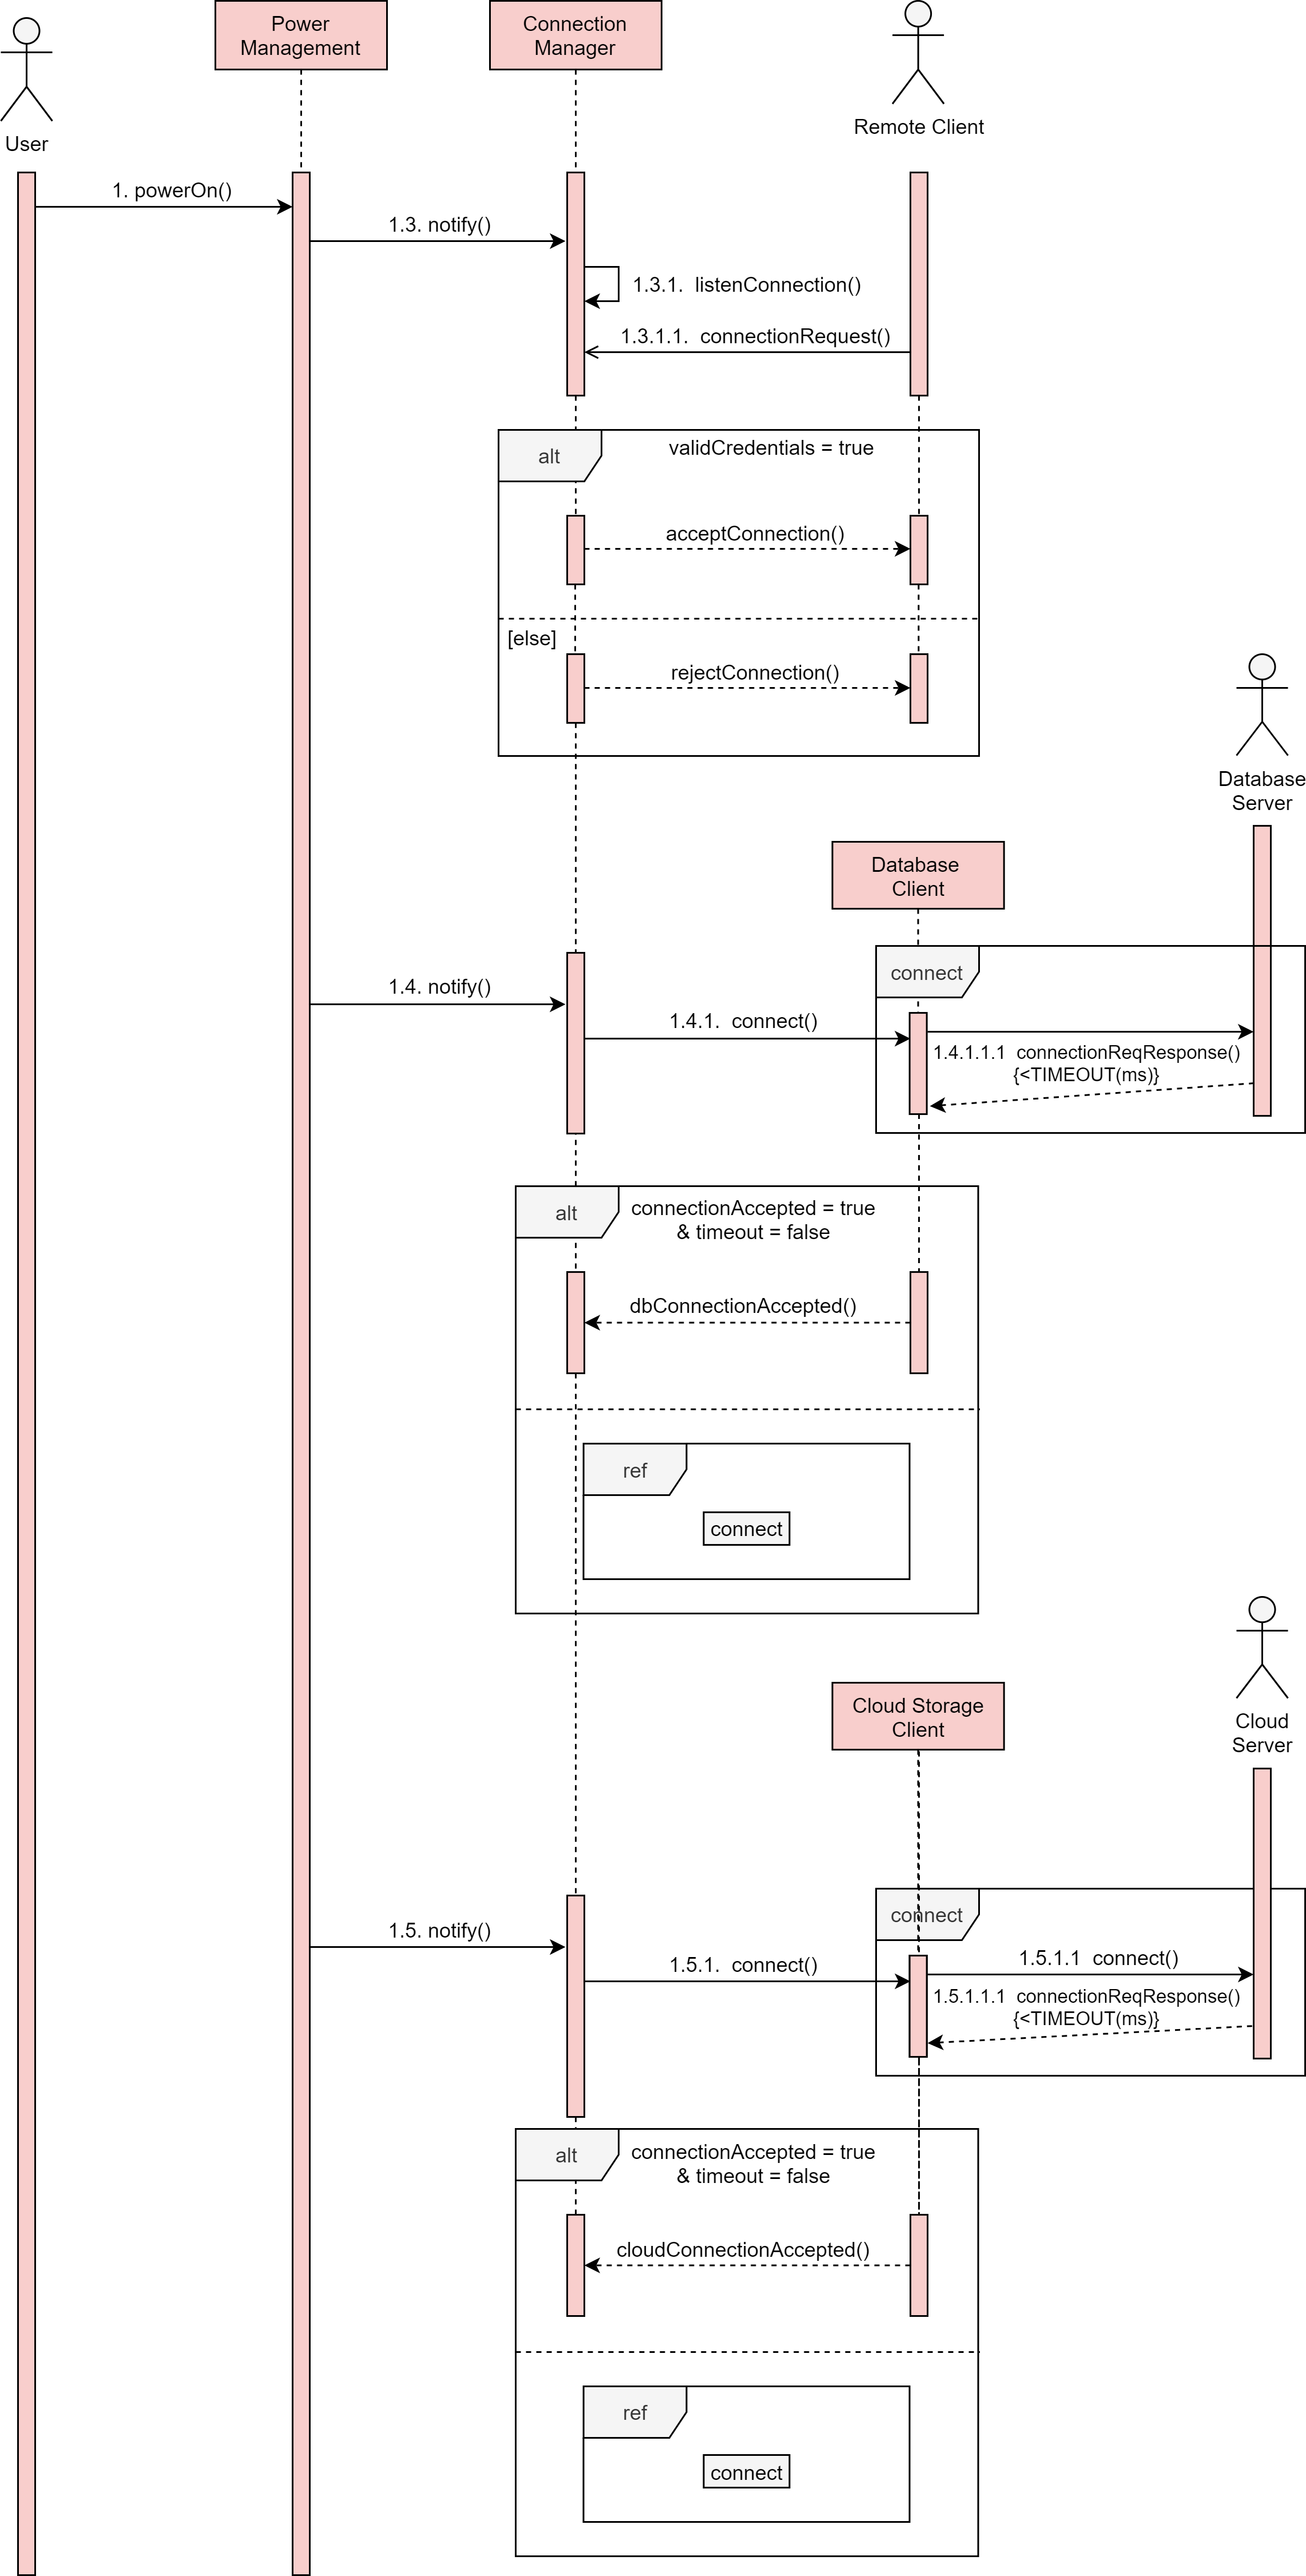 User
Power
Management
Connection
Manager
Remote Client
1. powerOn()
1.3. notify()
1.3.1. listenConnection()
1.3.1.1. connectionRequest()
alt
validCredentials = true
acceptConnection()
[else]
rejectConnection()
Database
Server
Database
Client
connect
1.4. notify()
1.4.1. connect()
1.4.1.1.1 connectionReqResponse()
{<TIMEOUT(ms)}
alt
connectionAccepted = true
& timeout = false
dbConnectionAccepted()
ref
connect
Cloud
Server
Cloud Storage
Client
connect
1.5. notify()
1.5.1. connect()
1.5.1.1 connect()
1.5.1.1.1 connectionReqResponse()
{<TIMEOUT(ms)}
alt
connectionAccepted = true
& timeout = false
cloudConnectionAccepted()
ref
connect